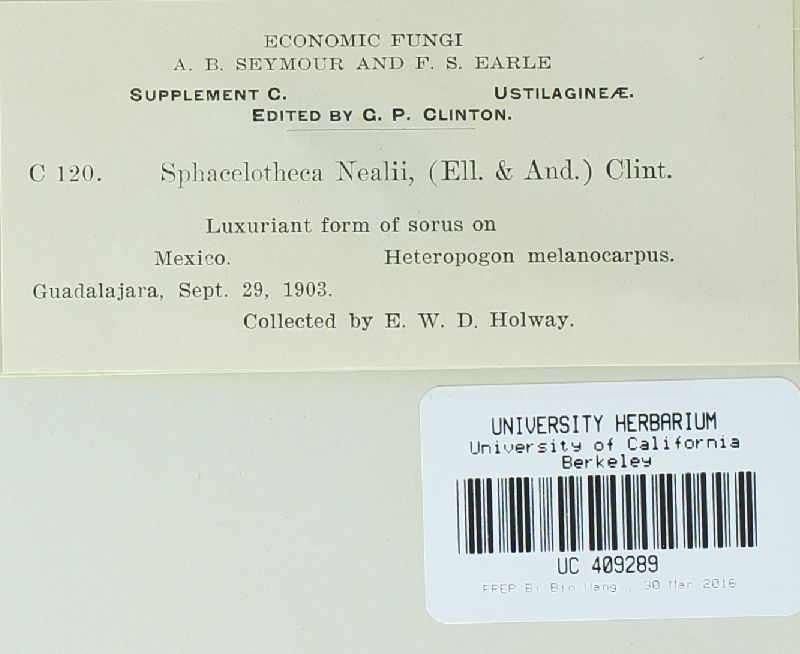 ECONOMIC FUNGI
A. B. SEYMOUR AND F. S. EARLE
SUPPLEMENT C. USTILAGINEÆ.
EDITED BY G. P. CLINTON.
C 120. Sphacelotheca Nealii, (Ell. & And.) Clint.
Luxuriant form of sorus on
Mexico. Heteropogon melanocarpus.
Guadalajara, Sept. 29, 1903.
Collected by E. W. D. Holway.
UNIVERSITY HERBARIUM
University of California
Berkeley
UC 409289
PREP BY Bin Wang , 30 Mar 2016